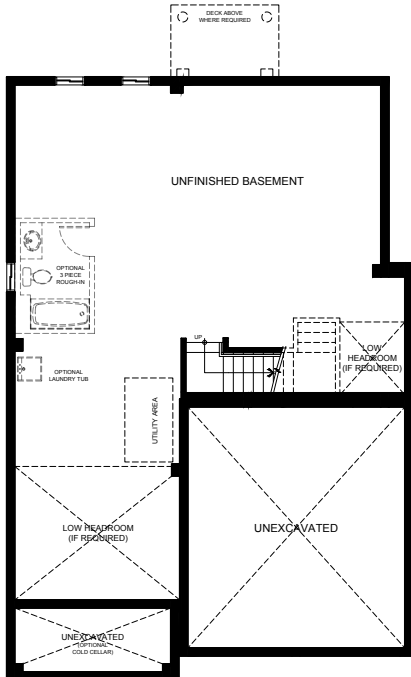 DECK ABOVE
WHERE REQUIRED
UNFINISHED BASEMENT
OPTIONAL
3 PIECE
ROUGH-IN
UP
LOW
HEADROOM
(IF REQUIRED)
OPTIONAL
LAUNDRY TUB
UTILITY AREA
LOW HEADROOM
(IF REQUIRED)
UNEXCAVATED
UNEXCAVATED
(OPTIONAL
COLD CELLAR)